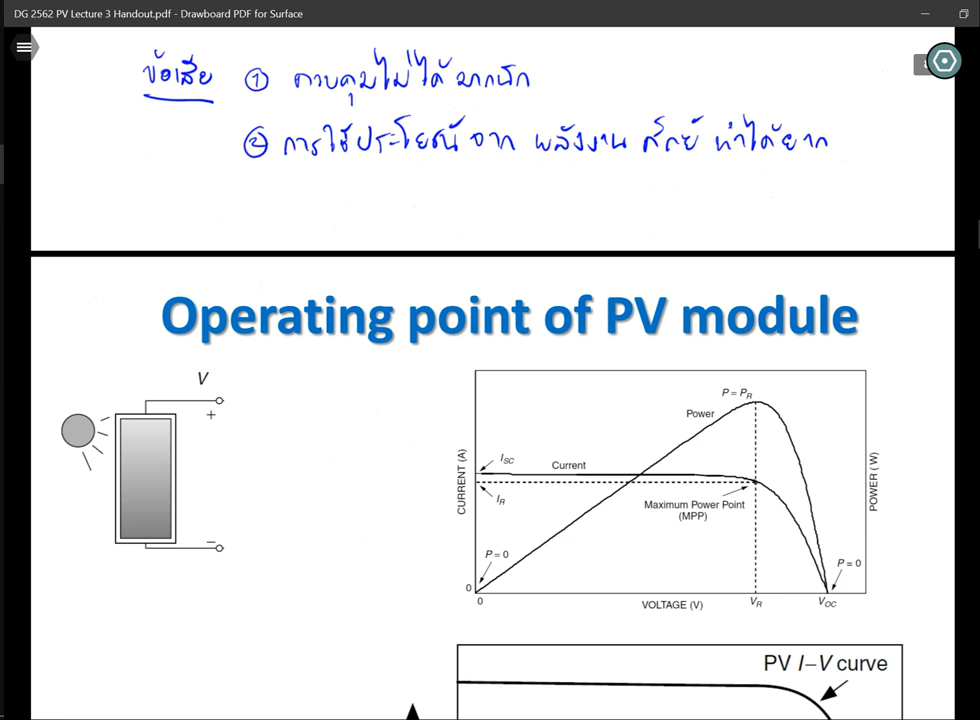 DG 2562 PV Lecture 3 Handout.pdf - Drawboard PDF for Surface
ข้อเสีย ① ควบคุมไม่ได้มากนัก
② การใช้ประโยชน์ จาก พลังงาน ศักย์ ทำได้ยาก
Operating point of PV module
V
+
−
P = PR
Power
ISC
Current
IR
Maximum Power Point
(MPP)
P = 0
P = 0
CURRENT (A)
POWER (W)
0
0
VOLTAGE (V)
VR
VOC
PV I–V curve